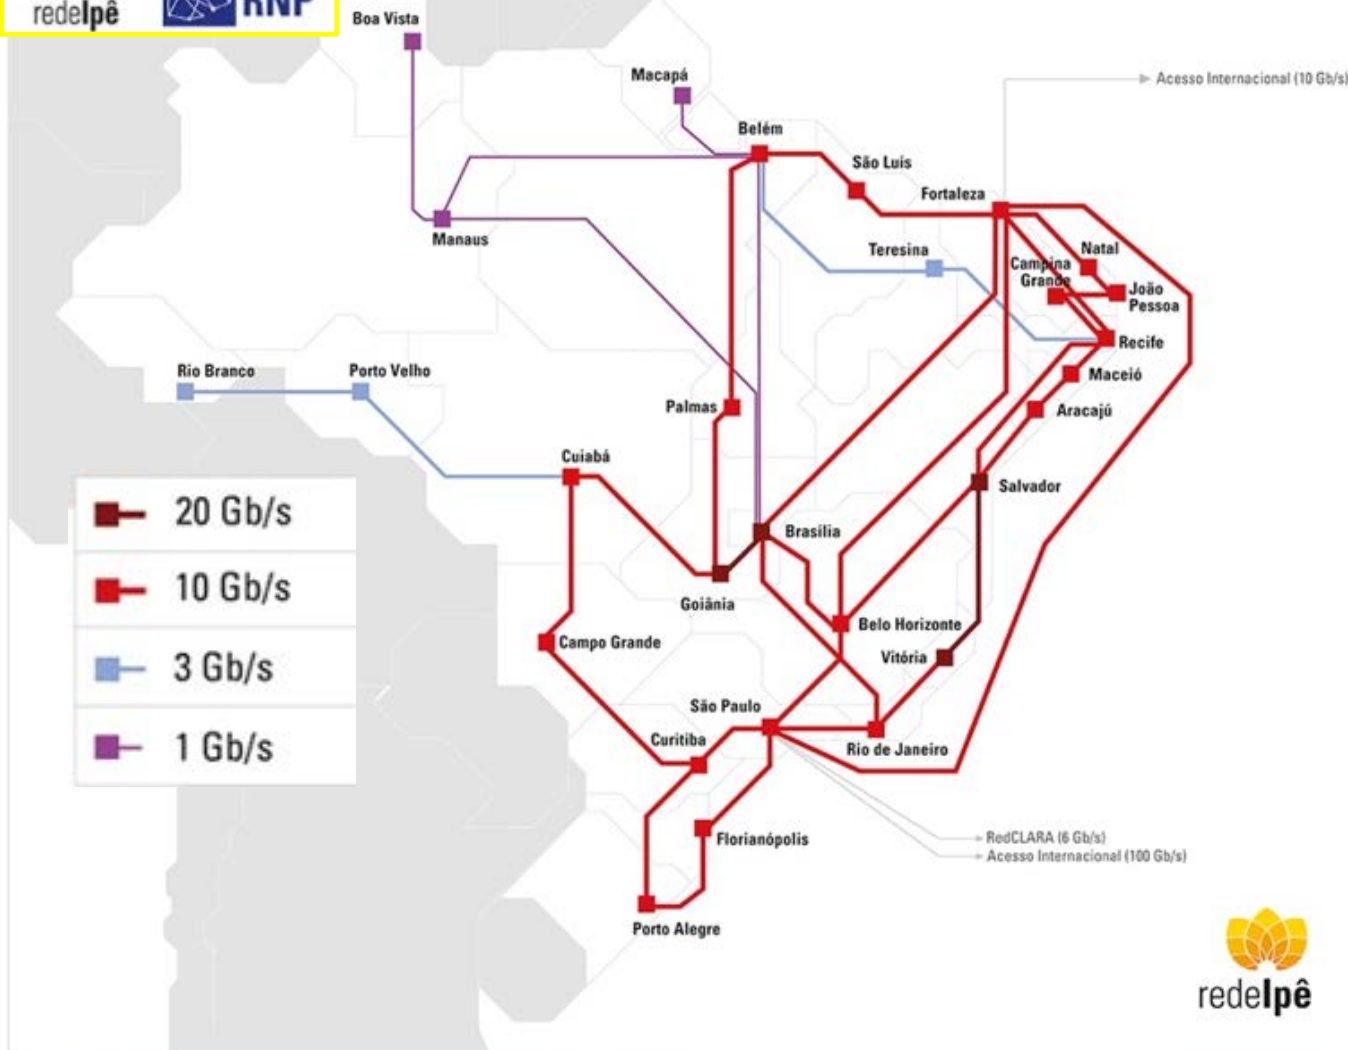 redeIpê
RNP
Boa Vista
Macapá
Acesso Internacional (10 Gb/s)
Belém
São Luís
Fortaleza
Manaus
Teresina
Natal
Campina
Grande
João
Pessoa
Recife
Rio Branco
Porto Velho
Maceió
Palmas
Aracajú
Cuiabá
Salvador
20 Gb/s
Brasília
10 Gb/s
Goiânia
Belo Horizonte
Campo Grande
Vitória
3 Gb/s
São Paulo
Curitiba
Rio de Janeiro
1 Gb/s
RedCLARA (6 Gb/s)
Florianópolis
Acesso Internacional (100 Gb/s)
Porto Alegre
redeIpê